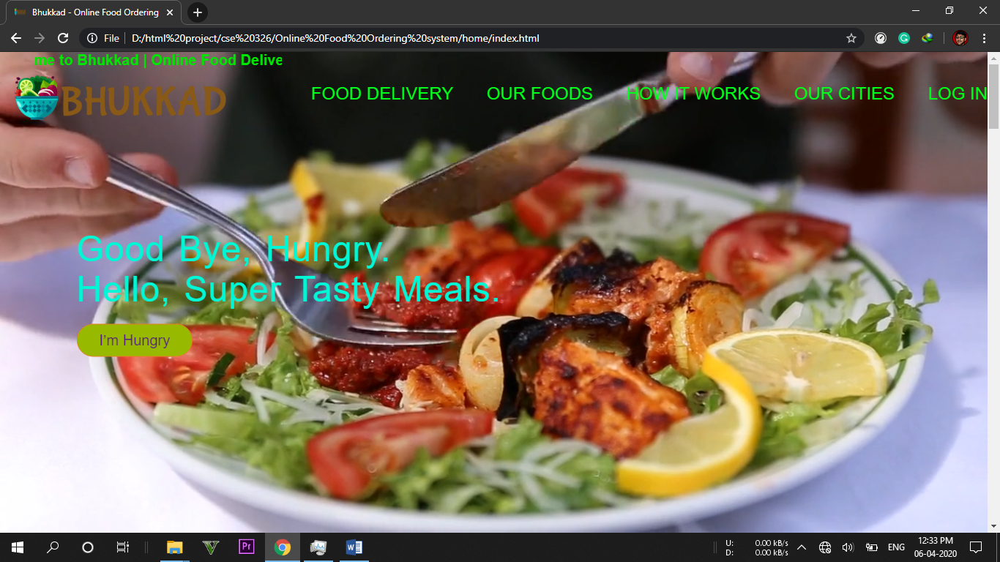 Bhukkad - Online Food Ordering
File D:/html%20project/cse%20326/Online%20Food%20Ordering%20system/home/index.html
me to Bhukkad | Online Food Delive
BHUKKAD
FOOD DELIVERY OUR FOODS HOW IT WORKS OUR CITIES LOG IN
Good Bye, Hungry.
Hello, Super Tasty Meals.
I'm Hungry
Pr
U: 0.00 kB/s
D: 0.00 kB/s
ENG
12:33 PM
06-04-2020